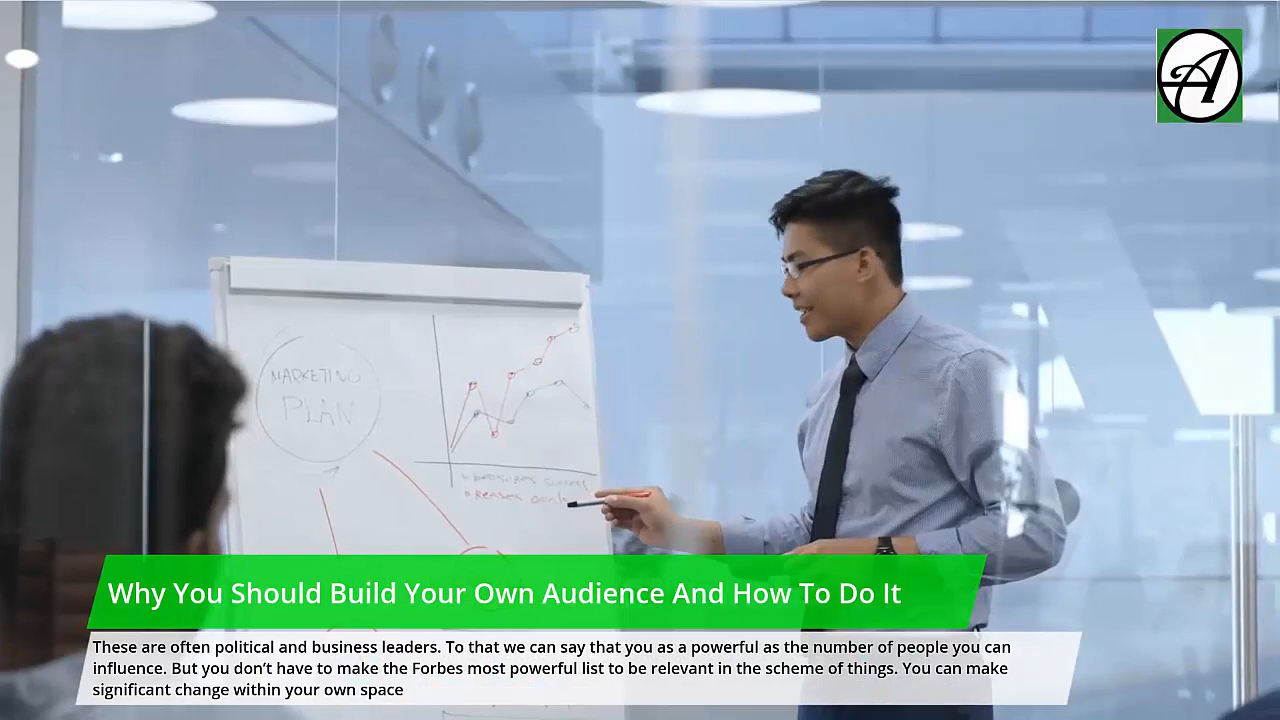 A
MARKETING
PLAN
Why You Should Build Your Own Audience And How To Do It
These are often political and business leaders. To that we can say that you as a powerful as the number of people you can
influence. But you don’t have to make the Forbes most powerful list to be relevant in the scheme of things. You can make
significant change within your own space